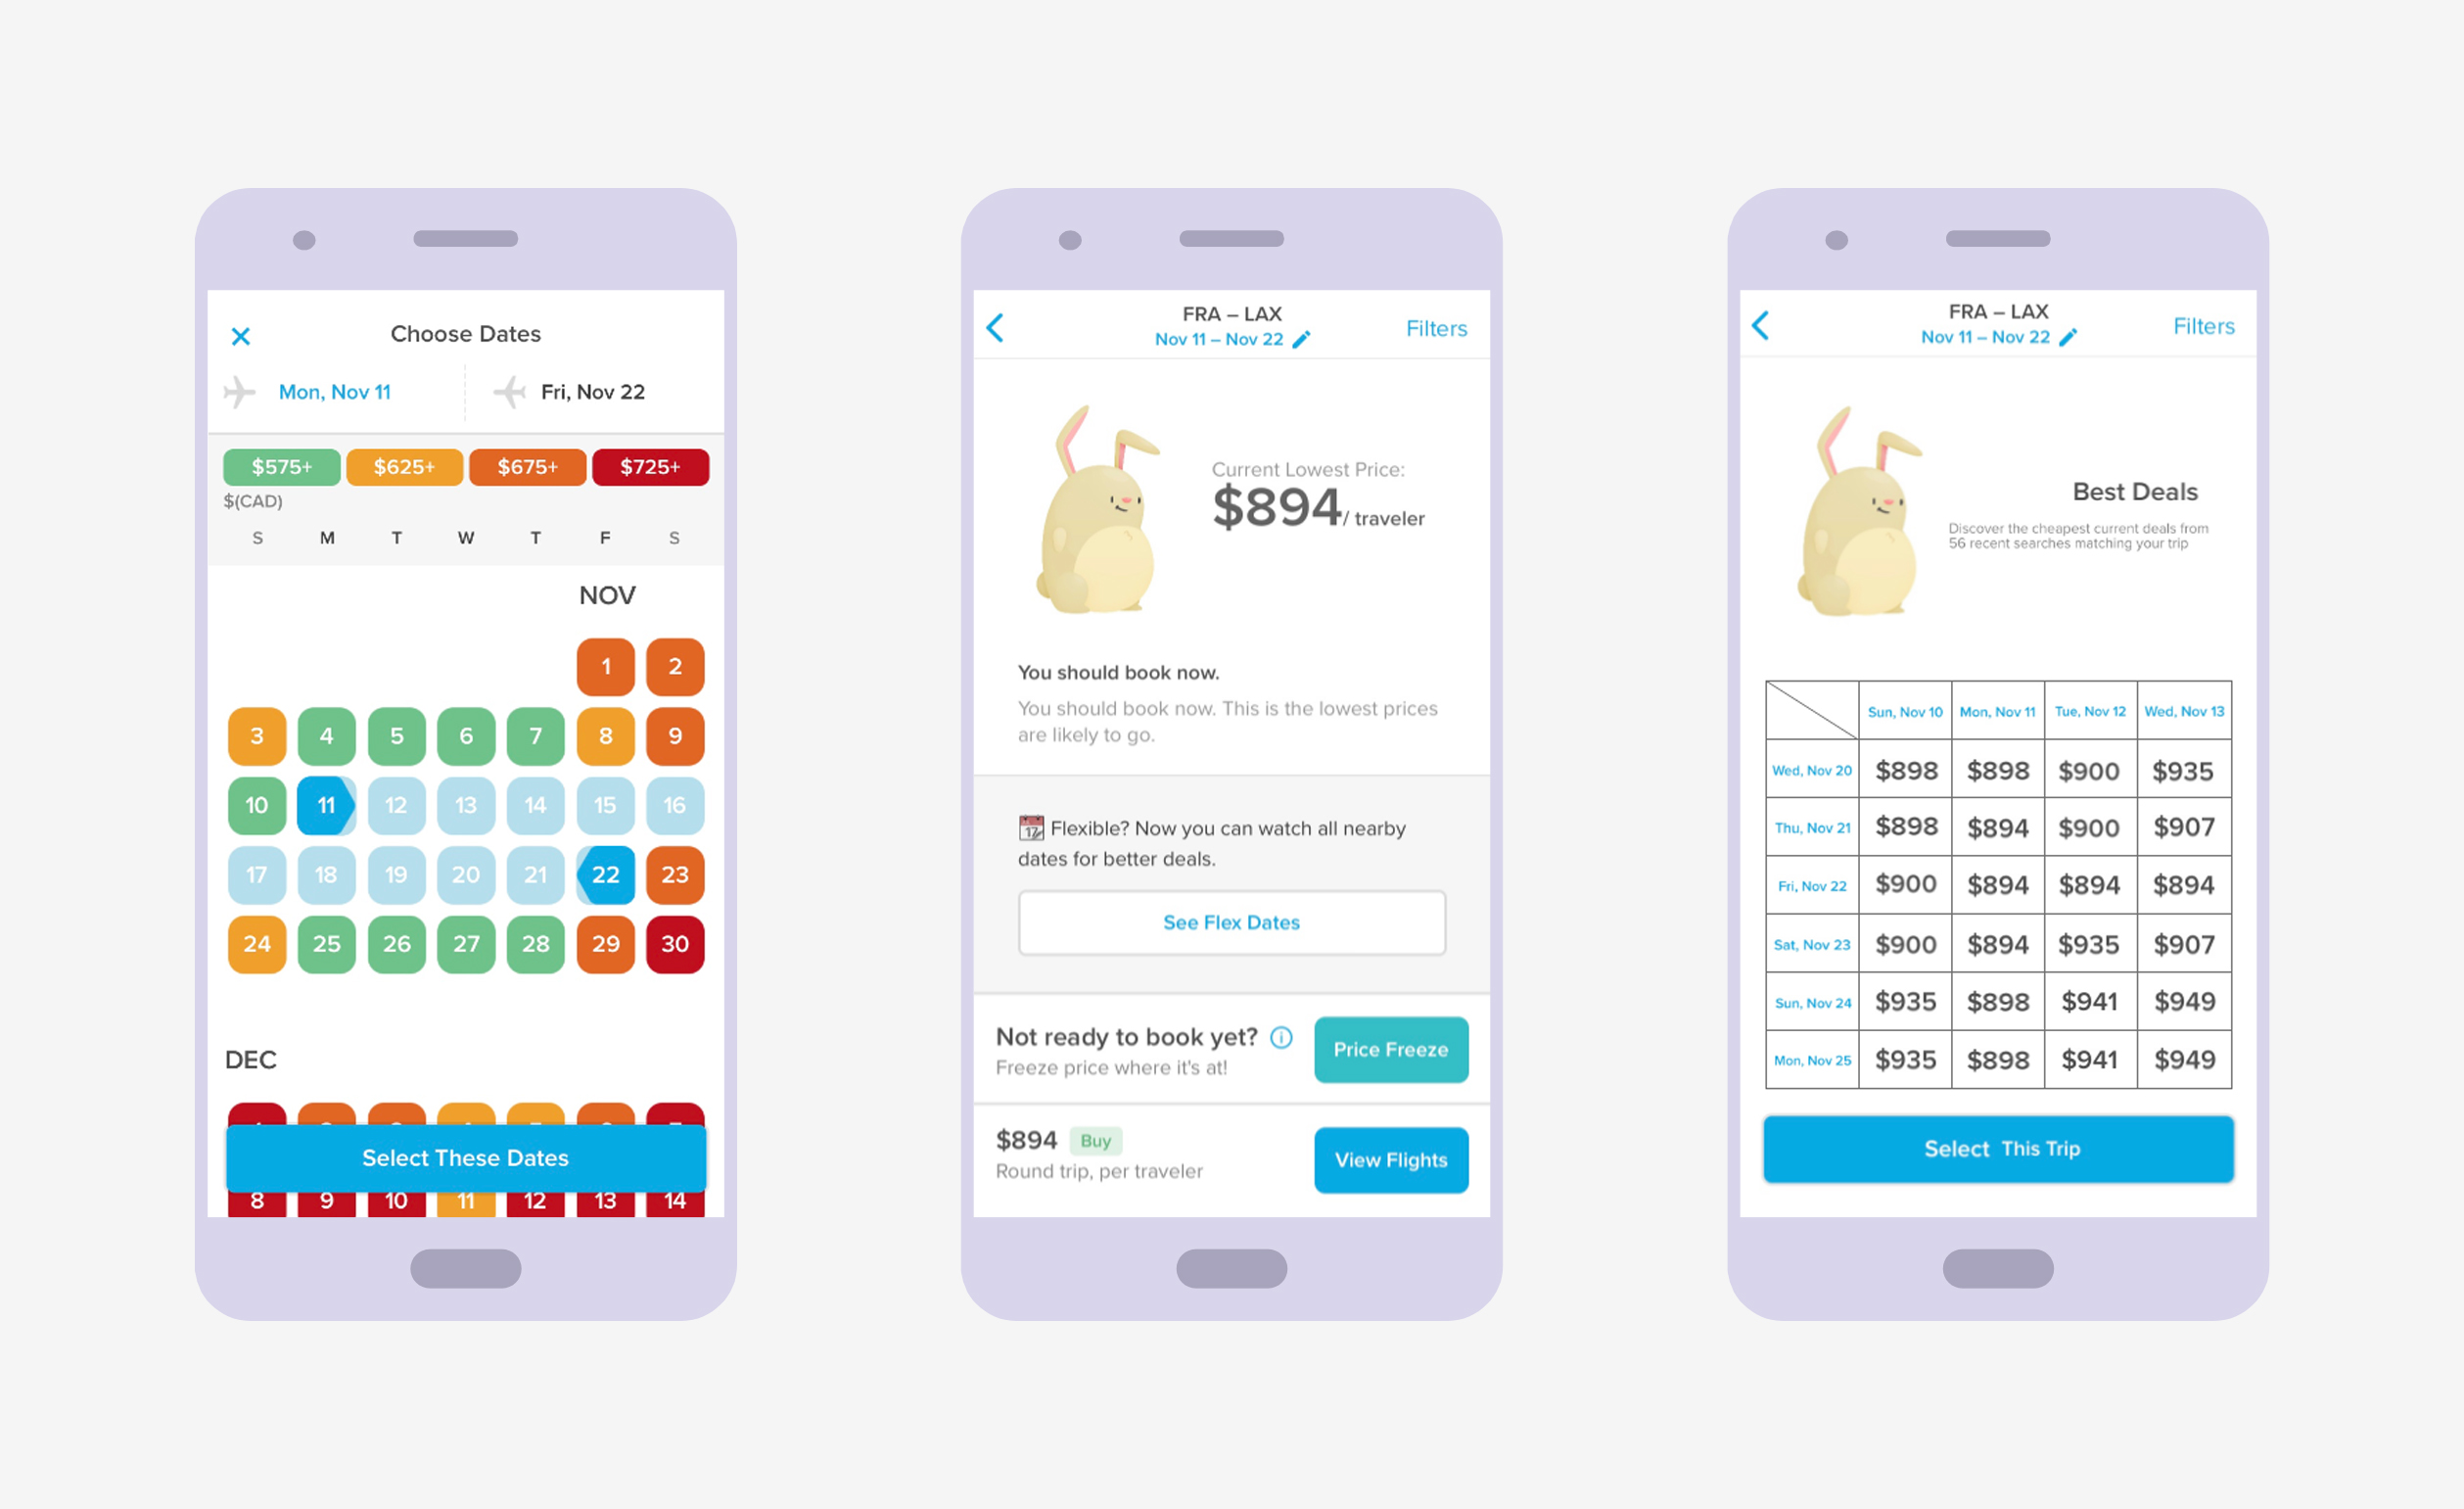 Choose Dates
Mon, Nov 11
Fri, Nov 22
$575+ $625+ $675+ $725+
$(CAD)
S M T W T F S
NOV
1 2
3 4 5 6 7 8 9
10 11 12 13 14 15 16
17 18 19 20 21 22 23
24 25 26 27 28 29 30
DEC
Select These Dates
8 9 10 11 12 13 14
FRA – LAX
Nov 11 – Nov 22
Filters
Current Lowest Price:
$894/ traveler
You should book now.
You should book now. This is the lowest prices
are likely to go.
17 Flexible? Now you can watch all nearby
dates for better deals.
See Flex Dates
Not ready to book yet?
Freeze price where it's at!
Price Freeze
$894 Buy
Round trip, per traveler
View Flights
FRA – LAX
Nov 11 – Nov 22
Filters
Best Deals
Discover the cheapest current deals from
56 recent searches matching your trip
Sun, Nov 10 Mon, Nov 11 Tue, Nov 12 Wed, Nov 13
Wed, Nov 20 $898 $898 $900 $935
Thu, Nov 21 $898 $894 $900 $907
Fri, Nov 22 $900 $894 $894 $894
Sat, Nov 23 $900 $894 $935 $907
Sun, Nov 24 $935 $898 $941 $949
Mon, Nov 25 $935 $898 $941 $949
Select This Trip